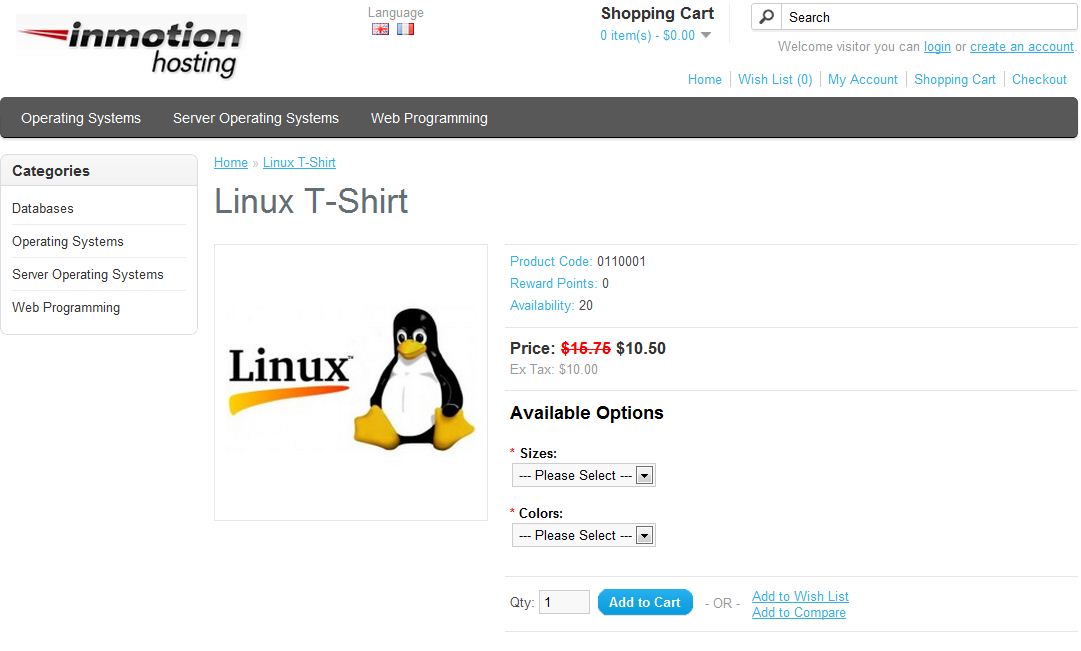 inmotion
hosting
Language
Shopping Cart
0 item(s) - $0.00
Search
Welcome visitor you can login or create an account.
Home Wish List (0) My Account Shopping Cart Checkout
Operating Systems Server Operating Systems Web Programming
Categories
Databases
Operating Systems
Server Operating Systems
Web Programming
Home » Linux T-Shirt
Linux T-Shirt
Linux™
Product Code: 0110001
Reward Points: 0
Availability: 20
Price: $15.75 $10.50
Ex Tax: $10.00
Available Options
* Sizes:
--- Please Select ---
* Colors:
--- Please Select ---
Qty: 1 Add to Cart - OR - Add to Wish List
Add to Compare